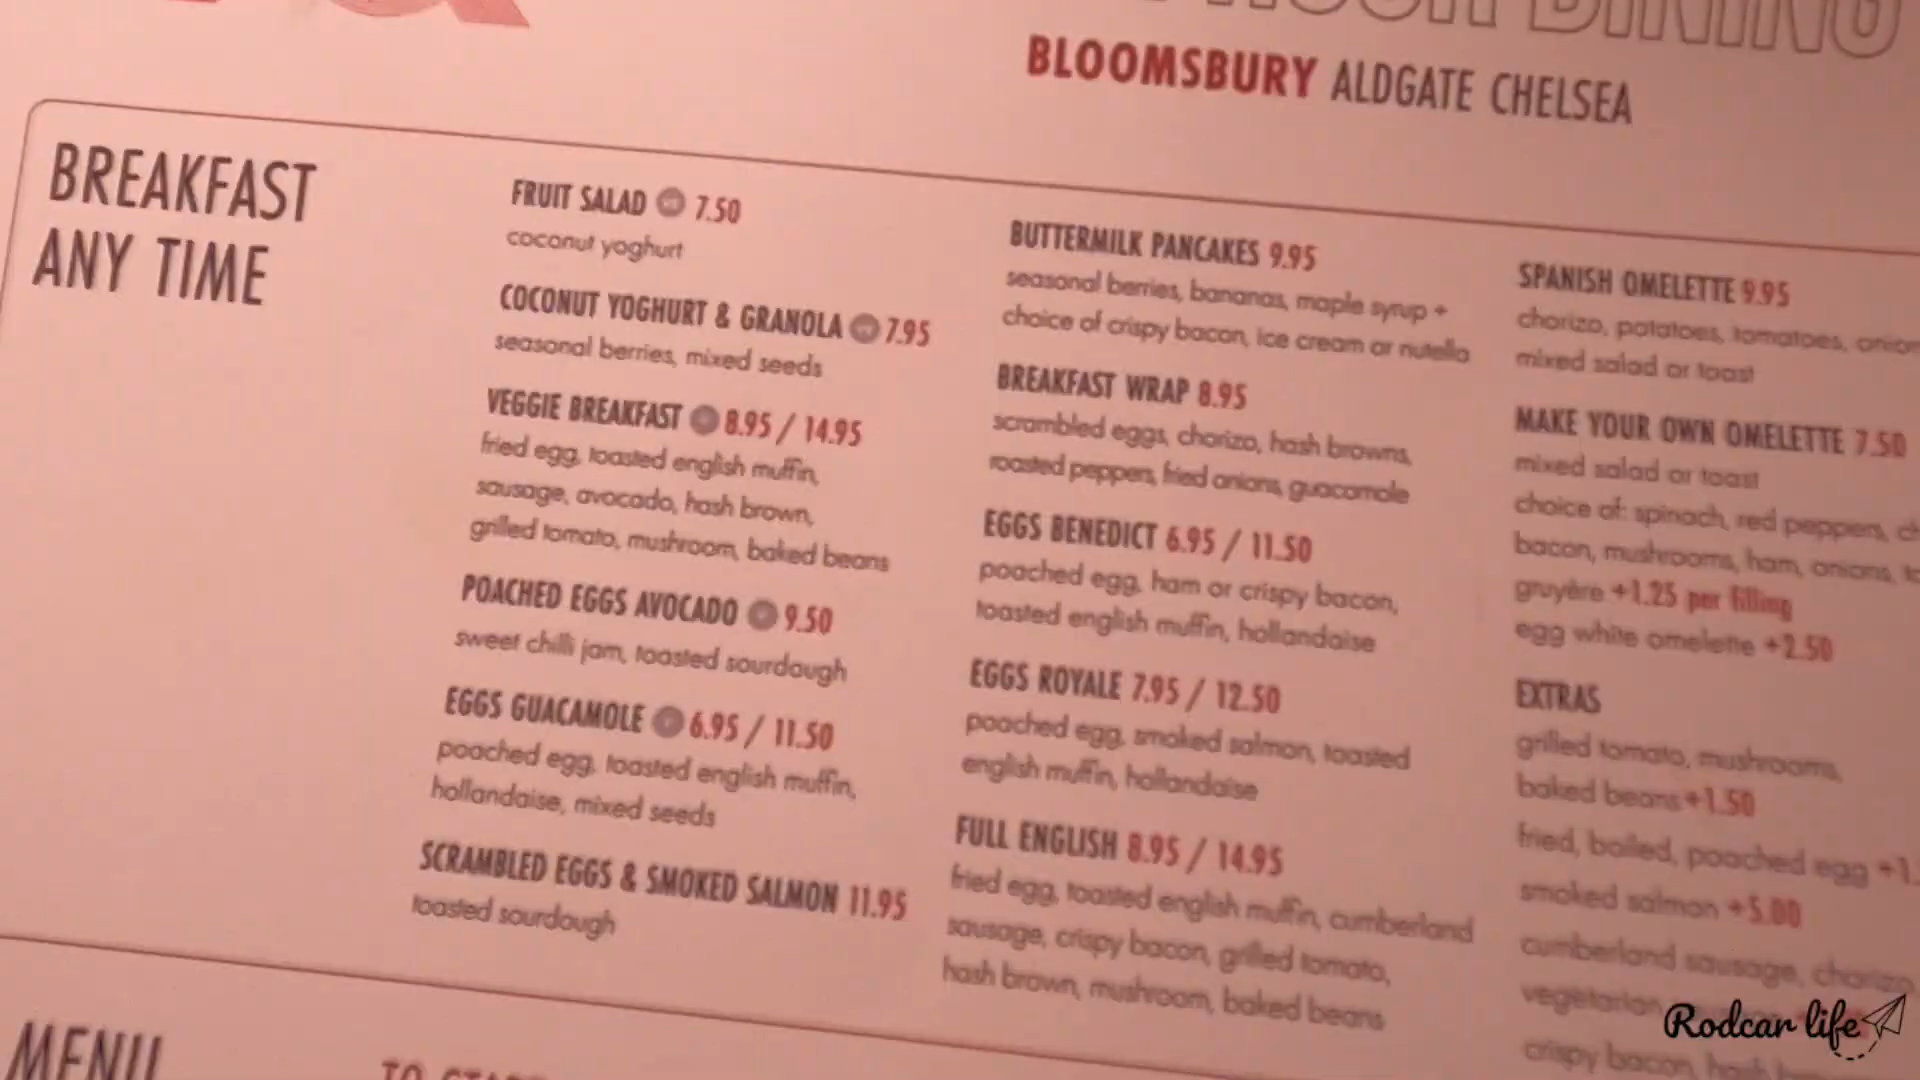 DINING
BLOOMSBURY ALDGATE CHELSEA
BREAKFAST
ANY TIME
FRUIT SALAD 7.50
coconut yoghurt
COCONUT YOGHURT & GRANOLA 7.95
seasonal berries, mixed seeds
VEGGIE BREAKFAST 8.95 / 14.95
fried egg, toasted english muffin,
sausage, avocado, hash brown,
grilled tomato, mushroom, baked beans
POACHED EGGS AVOCADO 9.50
sweet chilli jam, toasted sourdough
EGGS GUACAMOLE 6.95 / 11.50
poached egg, toasted english muffin,
hollandaise, mixed seeds
SCRAMBLED EGGS & SMOKED SALMON 11.95
toasted sourdough
BUTTERMILK PANCAKES 9.95
seasonal berries, bananas, maple syrup +
choice of crispy bacon, ice cream or nutella
BREAKFAST WRAP 8.95
scrambled eggs, chorizo, hash browns,
roasted peppers, fried onions, guacamole
EGGS BENEDICT 6.95 / 11.50
poached egg, ham or crispy bacon,
toasted english muffin, hollandaise
EGGS ROYALE 7.95 / 12.50
poached egg, smoked salmon, toasted
english muffin, hollandaise
FULL ENGLISH 8.95 / 14.95
fried egg, toasted english muffin, cumberland
sausage, crispy bacon, grilled tomato,
hash brown, mushroom, baked beans
SPANISH OMELETTE 9.95
chorizo, potatoes, tomatoes,
mixed salad or toast
MAKE YOUR OWN OMELETTE 7.50
mixed salad or toast
choice of: spinach, red peppers,
bacon, mushrooms, ham, onions,
gruyère +1.25 per filling
egg white omelette +2.50
EXTRAS
grilled tomato, mushrooms,
baked beans +1.50
fried, boiled, poached egg
smoked salmon +5.00
cumberland sausage, chorizo
vegetarian
crispy bacon, hash
MENU
TO
Rodcar life